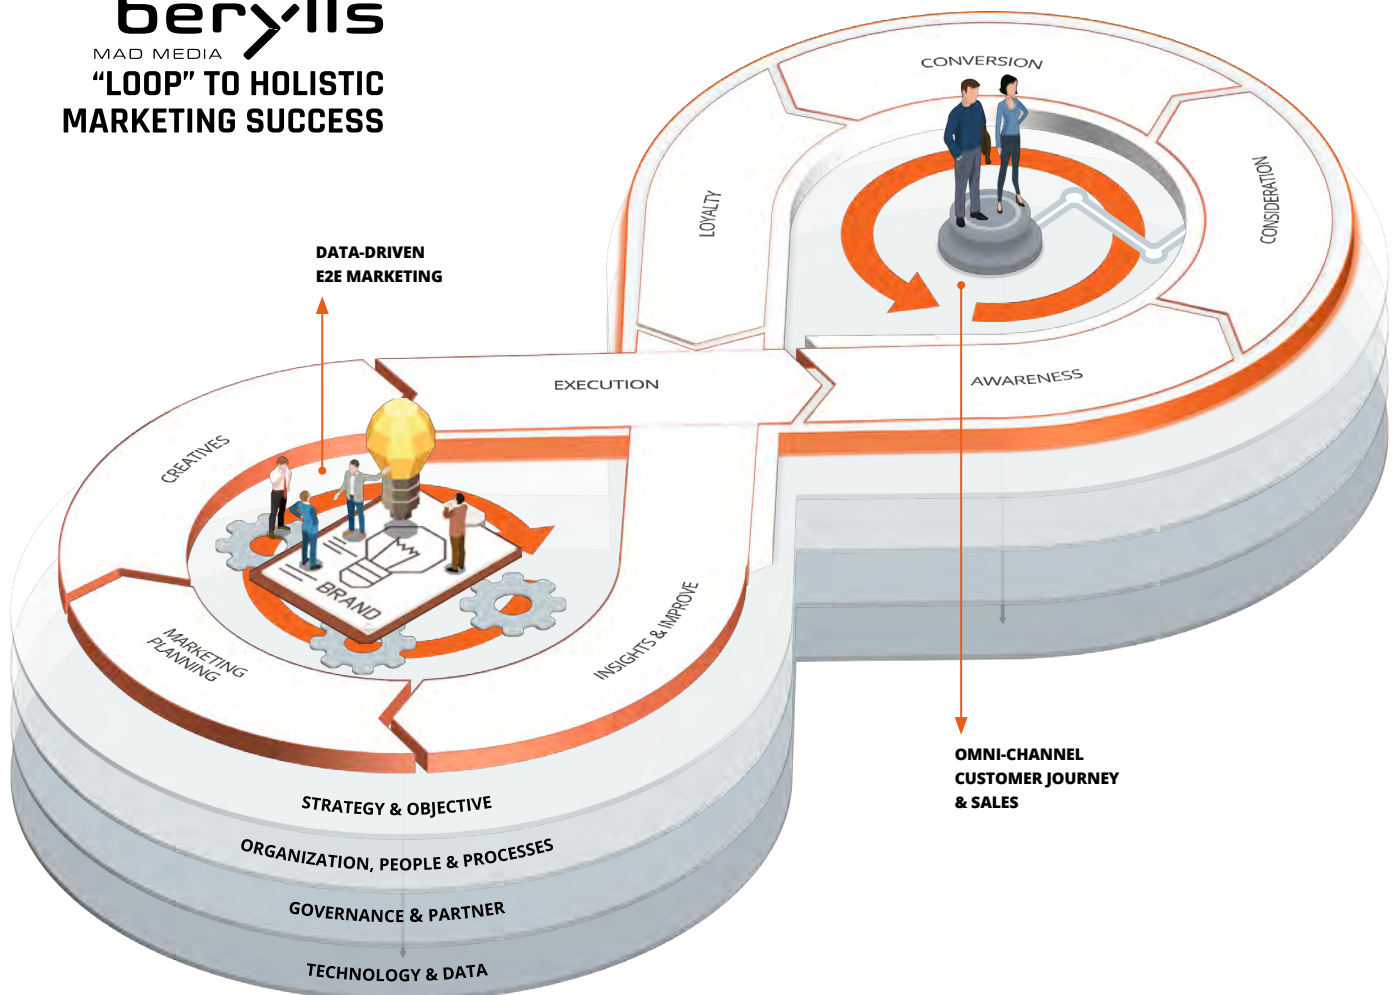 berylls
MAD MEDIA
“LOOP” TO HOLISTIC
MARKETING SUCCESS
CONVERSION
CONSIDERATION
LOYALTY
AWARENESS
DATA-DRIVEN
E2E MARKETING
EXECUTION
CREATIVES
BRAND
MARKETING
PLANNING
INSIGHTS & IMPROVE
OMNI-CHANNEL
CUSTOMER JOURNEY
& SALES
STRATEGY & OBJECTIVE
ORGANIZATION, PEOPLE & PROCESSES
GOVERNANCE & PARTNER
TECHNOLOGY & DATA